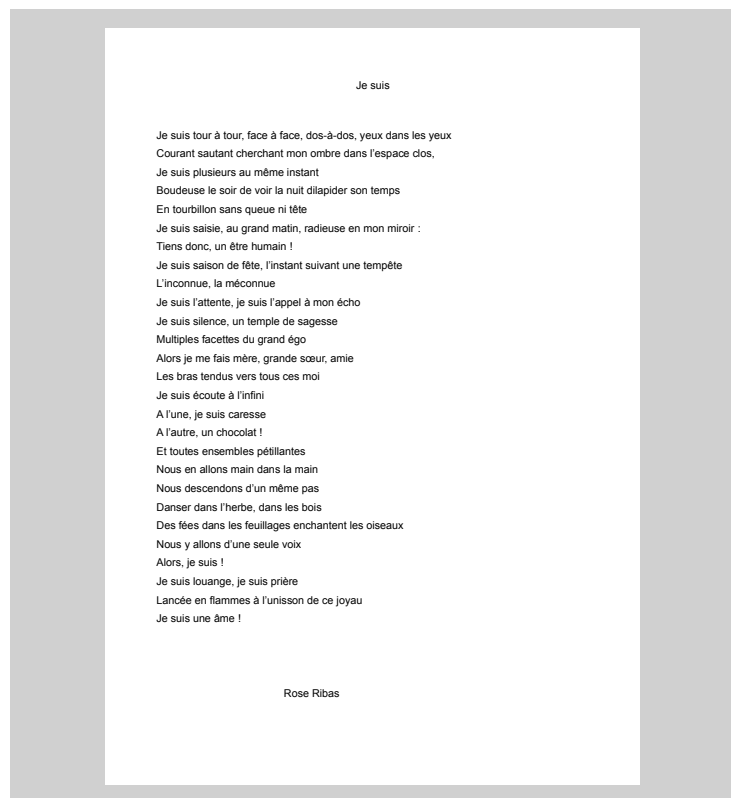 Je suis
Je suis tour à tour, face à face, dos-à-dos, yeux dans les yeux
Courant sautant cherchant mon ombre dans l’espace clos,
Je suis plusieurs au même instant
Boudeuse le soir de voir la nuit dilapider son temps
En tourbillon sans queue ni tête
Je suis saisie, au grand matin, radieuse en mon miroir :
Tiens donc, un être humain !
Je suis saison de fête, l’instant suivant une tempête
L’inconnue, la méconnue
Je suis l’attente, je suis l’appel à mon écho
Je suis silence, un temple de sagesse
Multiples facettes du grand égo
Alors je me fais mère, grande sœur, amie
Les bras tendus vers tous ces moi
Je suis écoute à l’infini
A l’une, je suis caresse
A l’autre, un chocolat !
Et toutes ensembles pétillantes
Nous en allons main dans la main
Nous descendons d’un même pas
Danser dans l’herbe, dans les bois
Des fées dans les feuillages enchantent les oiseaux
Nous y allons d’une seule voix
Alors, je suis !
Je suis louange, je suis prière
Lancée en flammes à l’unisson de ce joyau
Je suis une âme !
Rose Ribas